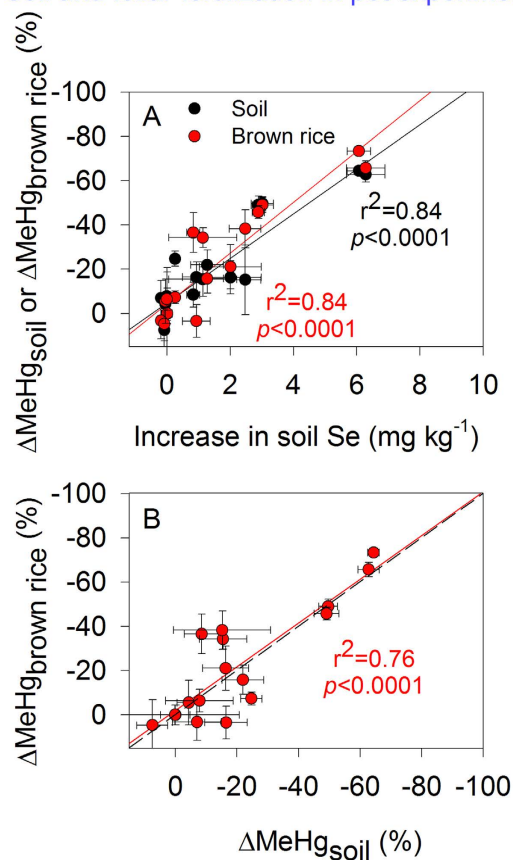 ΔMeHgsoil or ΔMeHgbrown rice (%)
-100
-80
-60
-40
-20
0
A
Soil
Brown rice
r²=0.84
p<0.0001
r²=0.84
p<0.0001
0 2 4 6 8 10
Increase in soil Se (mg kg⁻¹)
ΔMeHgbrown rice (%)
-100
-80
-60
-40
-20
0
B
r²=0.76
p<0.0001
0 -20 -40 -60 -80 -100
ΔMeHgsoil (%)